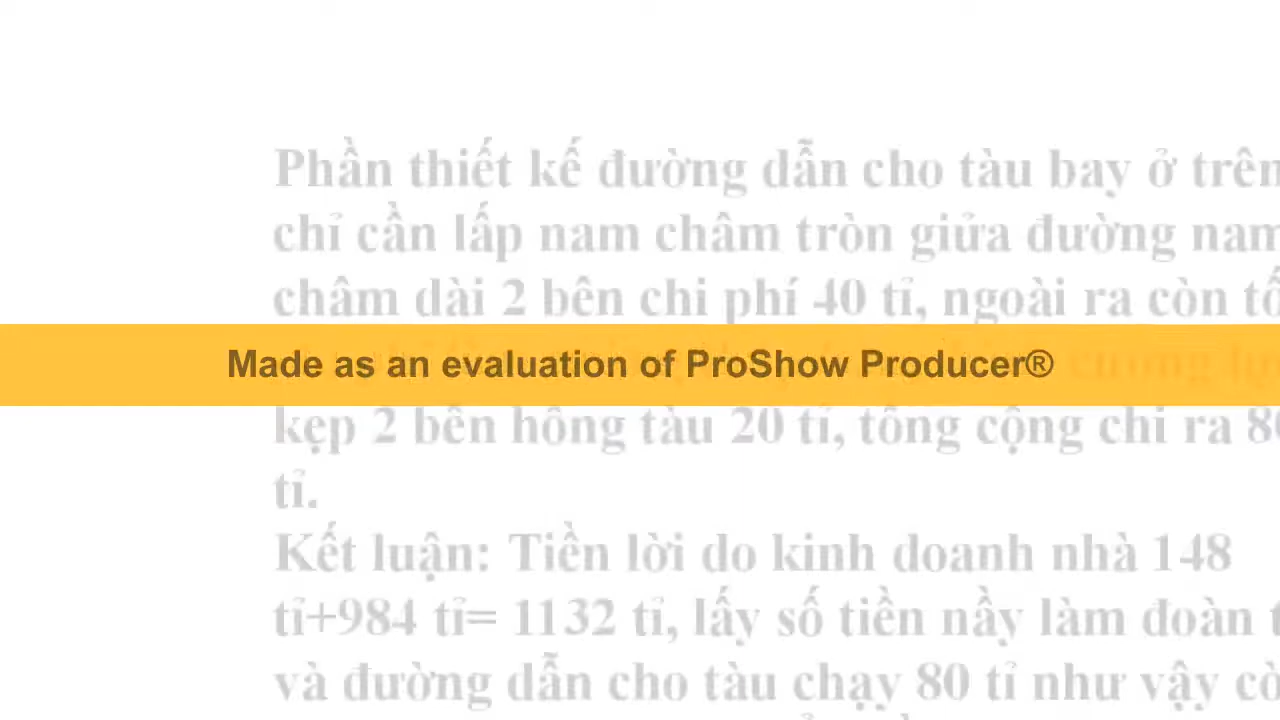 Phần thiết kế đường dẫn cho tàu bay ở trên
chỉ cần lấp nam châm tròn giửa đường nam
châm dài 2 bên chi phí 40 tỉ, ngoài ra còn
Made as an evaluation of ProShow Producer®
kẹp 2 bên hông tàu 20 tỉ, tổng cộng chi ra
tỉ.
Kết luận: Tiền lời do kinh doanh nhà 148
tỉ+984 tỉ= 1132 tỉ, lấy số tiền nầy làm đoàn
và đường dẫn cho tàu chạy 80 tỉ như vậy